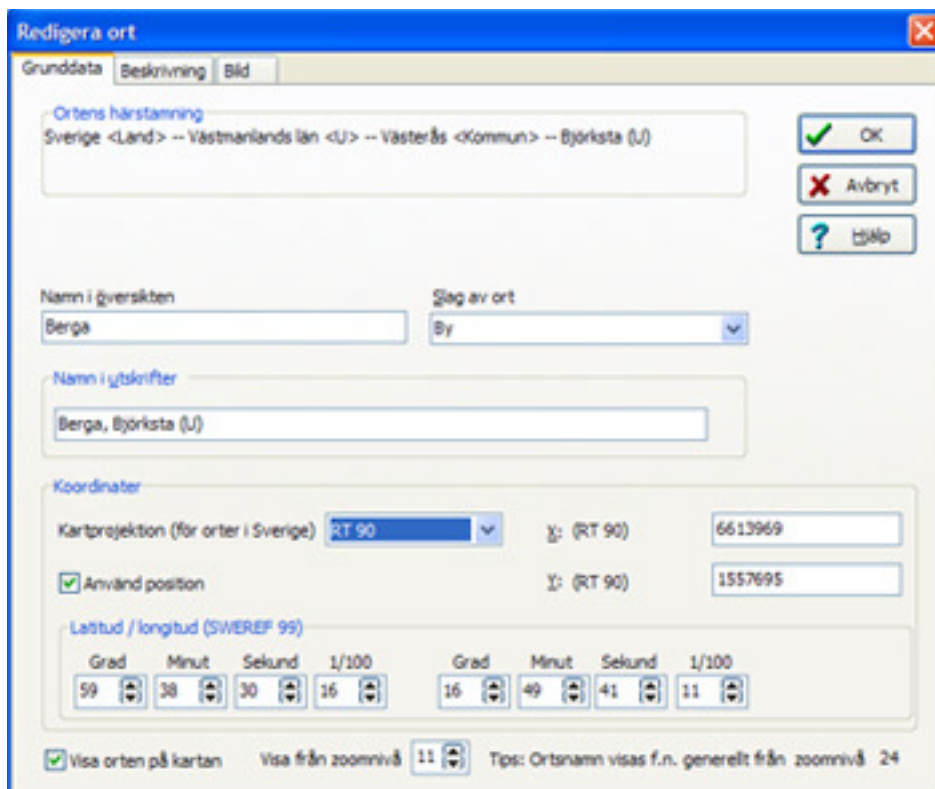 Redigera ort
Grunddata Beskrivning Bild
Ortens härstamning
Sverige <Land> -- Västmanlands län <U> -- Västerås <Kommun> -- Björksta (U)
OK
Avbryt
Hjälp
Namn i översikten Slag av ort
Berga By
Namn i utskrifter
Berga, Björksta (U)
Koordinater
Kartprojektion (för orter i Sverige) RT 90 X: (RT 90) 6613969
Använd position Y: (RT 90) 1557695
Latitud / longitud (SWEREF 99)
Grad Minut Sekund 1/100 Grad Minut Sekund 1/100
59 38 30 16 16 49 41 11
Visa orten på kartan Visa från zoomnivå 11 Tips: Ortsnamn visas f.n. generellt från zoomnivå 24